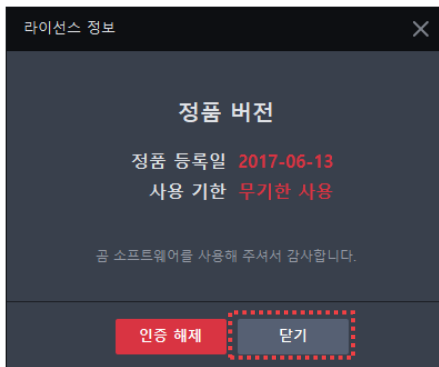 라이선스 정보
정품 버전
정품 등록일 2017-06-13
사용 기한 무기한 사용
곰 소프트웨어를 사용해 주셔서 감사합니다.
인증 해제 닫기